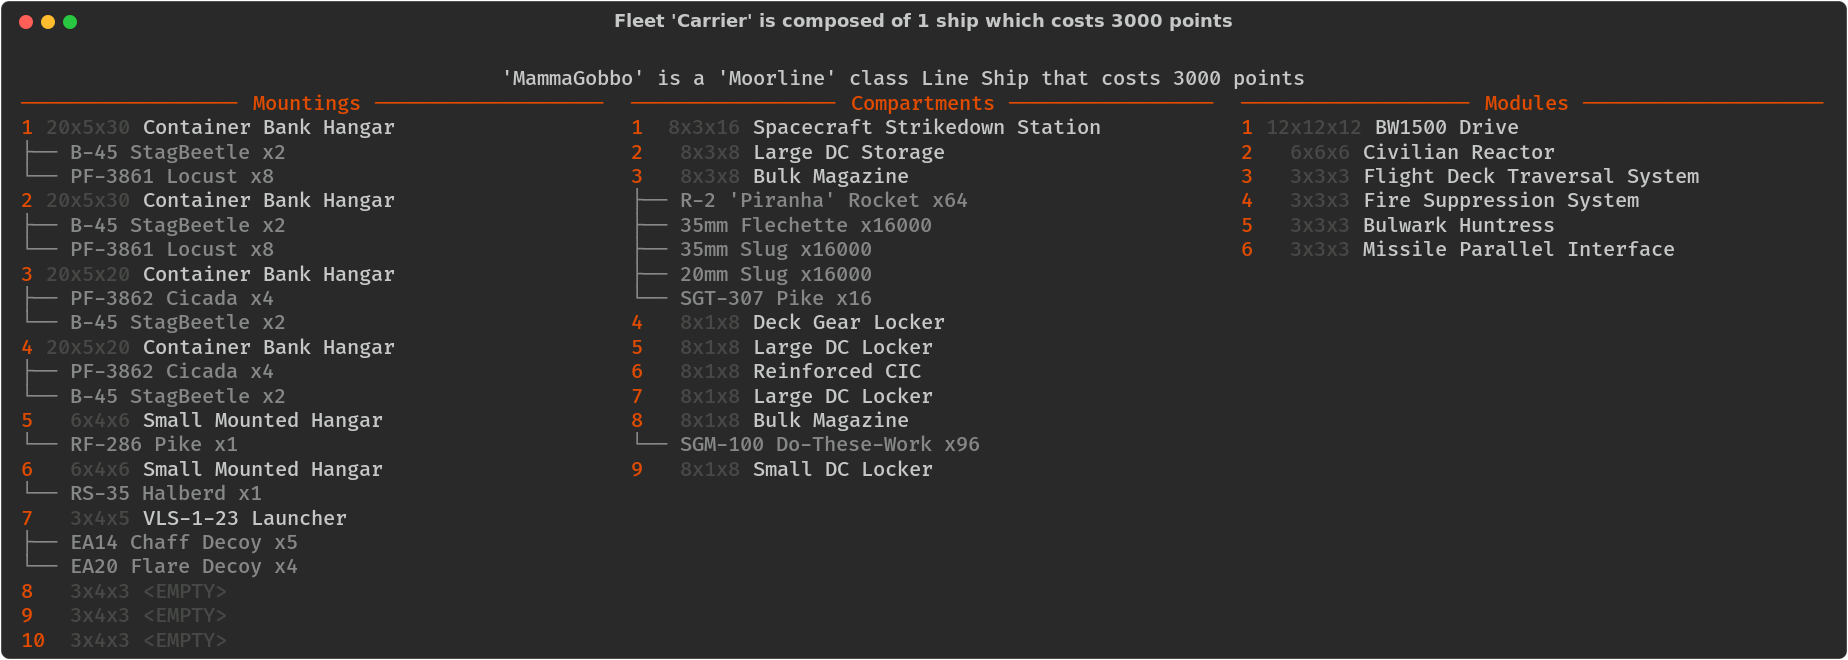 Fleet 'Carrier' is composed of 1 ship which costs 3000 points
'MammaGobbo' is a 'Moorline' class Line Ship that costs 3000 points
Mountings
1 20x5x30 Container Bank Hangar
B-45 StagBeetle x2
PF-3861 Locust x8
2 20x5x30 Container Bank Hangar
B-45 StagBeetle x2
PF-3861 Locust x8
3 20x5x20 Container Bank Hangar
PF-3862 Cicada x4
B-45 StagBeetle x2
4 20x5x20 Container Bank Hangar
PF-3862 Cicada x4
B-45 StagBeetle x2
5 6x4x6 Small Mounted Hangar
RF-286 Pike x1
6 6x4x6 Small Mounted Hangar
RS-35 Halberd x1
7 3x4x5 VLS-1-23 Launcher
EA14 Chaff Decoy x5
EA20 Flare Decoy x4
8 3x4x3 <EMPTY>
9 3x4x3 <EMPTY>
10 3x4x3 <EMPTY>
Compartments
1 8x3x16 Spacecraft Strikedown Station
2 8x3x8 Large DC Storage
3 8x3x8 Bulk Magazine
R-2 'Piranha' Rocket x64
35mm Flechette x16000
35mm Slug x16000
20mm Slug x16000
SGT-307 Pike x16
4 8x1x8 Deck Gear Locker
5 8x1x8 Large DC Locker
6 8x1x8 Reinforced CIC
7 8x1x8 Large DC Locker
8 8x1x8 Bulk Magazine
SGM-100 Do-These-Work x96
9 8x1x8 Small DC Locker
Modules
1 12x12x12 BW1500 Drive
2 6x6x6 Civilian Reactor
3 3x3x3 Flight Deck Traversal System
4 3x3x3 Fire Suppression System
5 3x3x3 Bulwark Huntress
6 3x3x3 Missile Parallel Interface